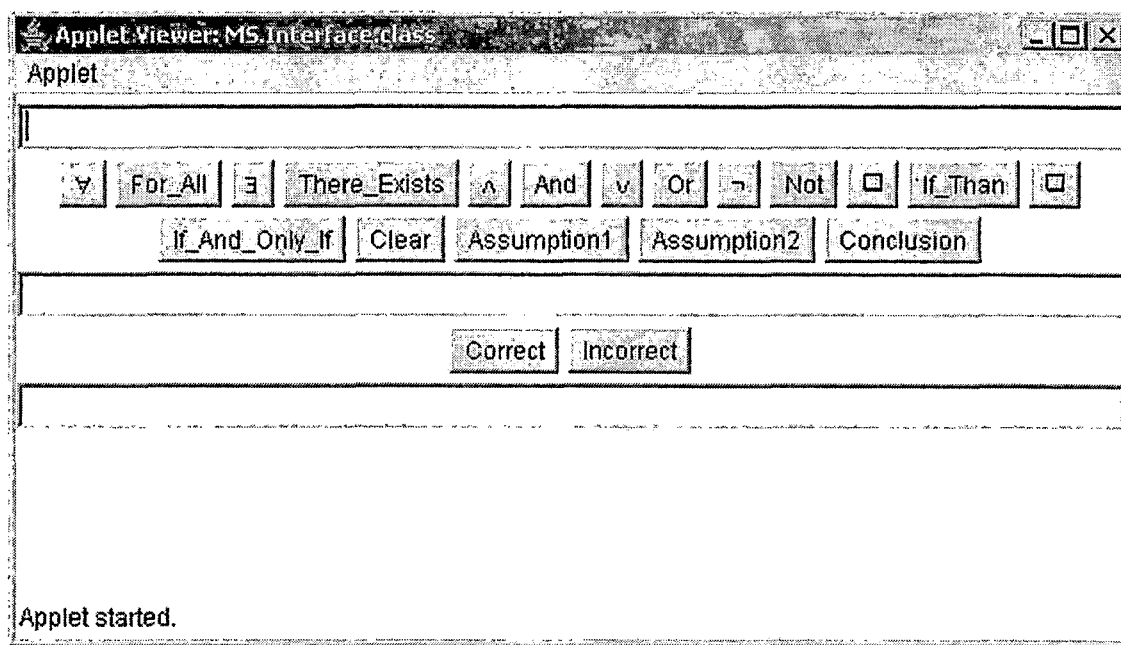 Applet Viewer: MS.Interface.class
Applet
∀ For_All ∃ There_Exists ∧ And ∨ Or ¬ Not □ If_Than □
If_And_Only_If Clear Assumption1 Assumption2 Conclusion
Correct Incorrect
Applet started.